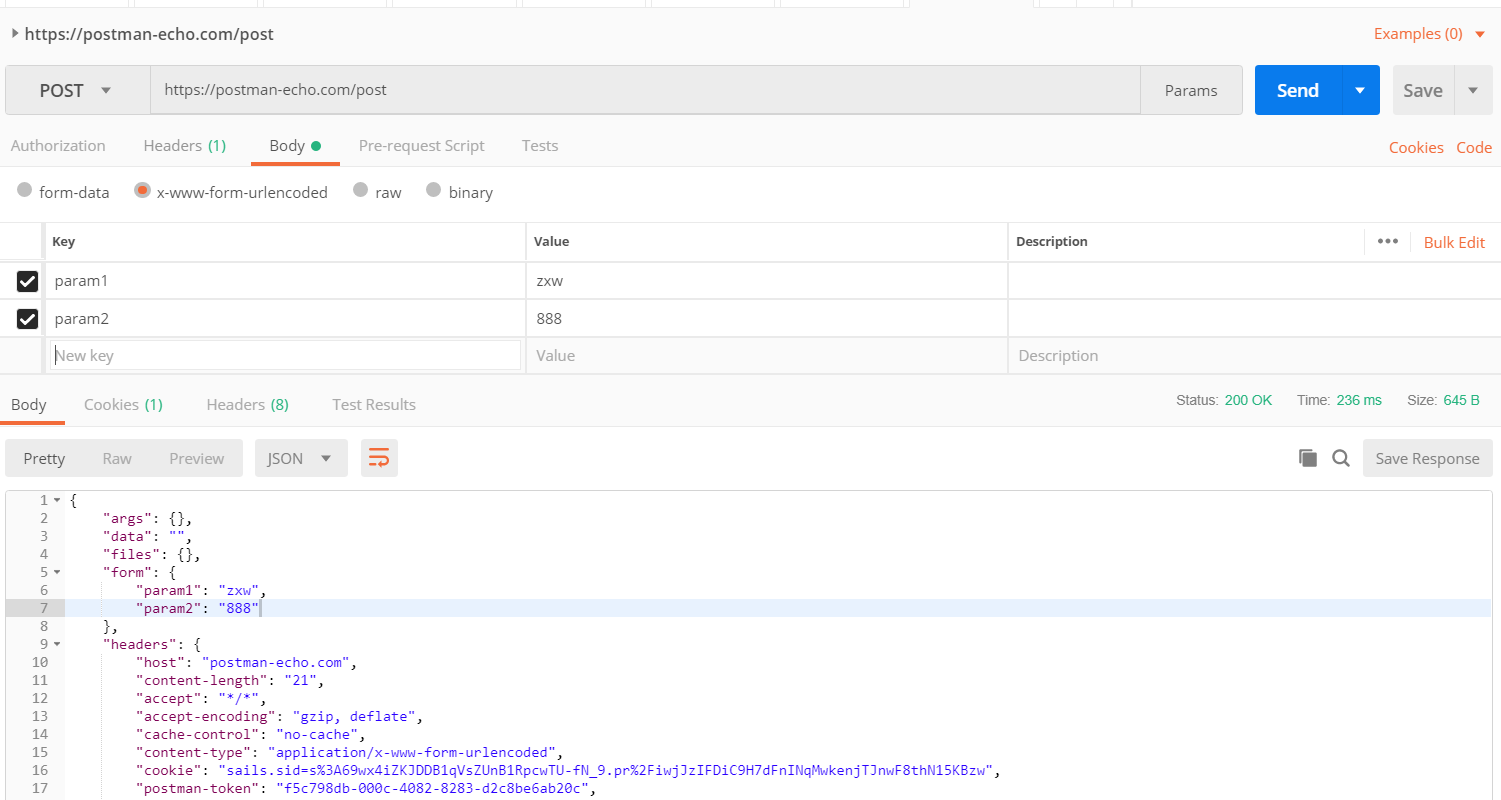 https://postman-echo.com/post
Examples (0)
POST
https://postman-echo.com/post
Params
Send
Save
Authorization
Headers (1)
Body
Pre-request Script
Tests
Cookies
Code
form-data
x-www-form-urlencoded
raw
binary
Key
Value
Description
•••
Bulk Edit
param1
zxw
param2
888
New key
Value
Description
Body
Cookies (1)
Headers (8)
Test Results
Status: 200 OK
Time: 236 ms
Size: 645 B
Pretty
Raw
Preview
JSON
Save Response
1 {
2 "args": {},
3 "data": "",
4 "files": {},
5 "form": {
6 "param1": "zxw",
7 "param2": "888"
8 },
9 "headers": {
10 "host": "postman-echo.com",
11 "content-length": "21",
12 "accept": "*/*",
13 "accept-encoding": "gzip, deflate",
14 "cache-control": "no-cache",
15 "content-type": "application/x-www-form-urlencoded",
16 "cookie": "sails.sid=s%3A69wx4iZKJDDB1qVsZUnB1RpcwTU-fN_9.pr%2FiwjJzIFDiC9H7dFnINqMwkenjTJnwF8thN15KBzw",
17 "postman-token": "f5c798db-000c-4082-8283-d2c8be6ab20c",